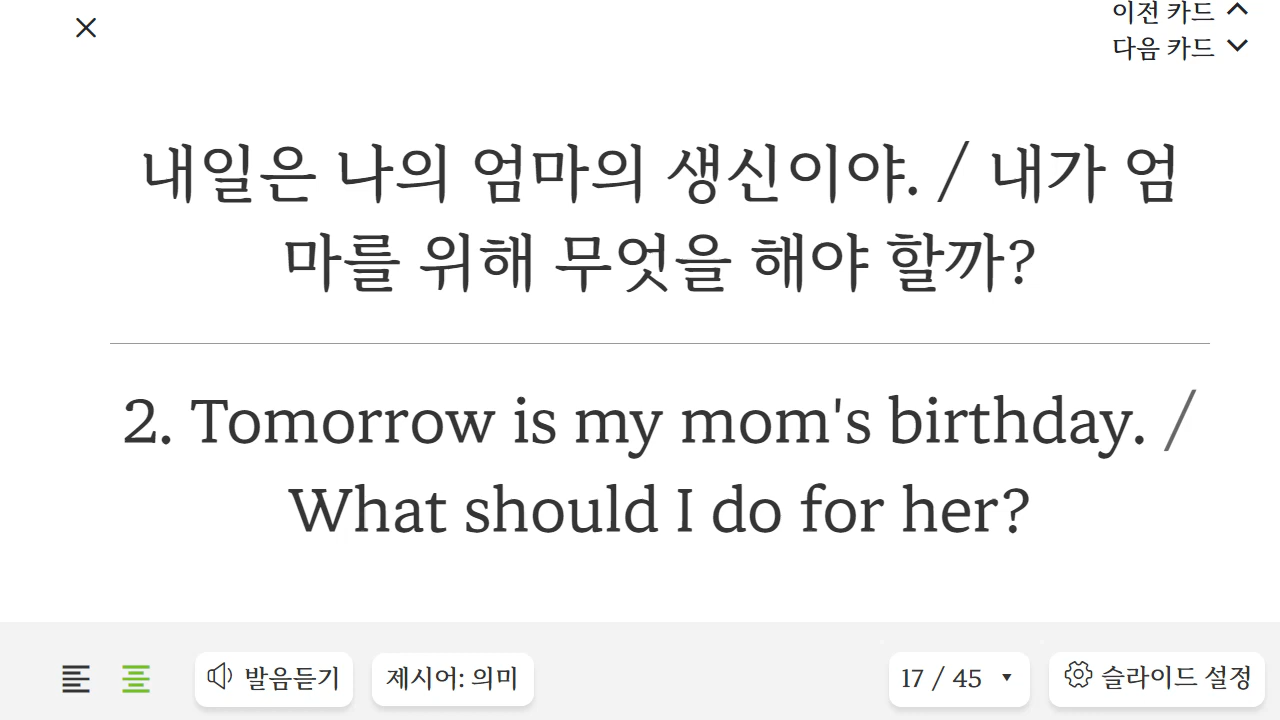 이전 카드
다음 카드
내일은 나의 엄마의 생신이야. / 내가 엄
마를 위해 무엇을 해야 할까?
2. Tomorrow is my mom's birthday. /
What should I do for her?
발음듣기 제시어: 의미 17 / 45 슬라이드 설정